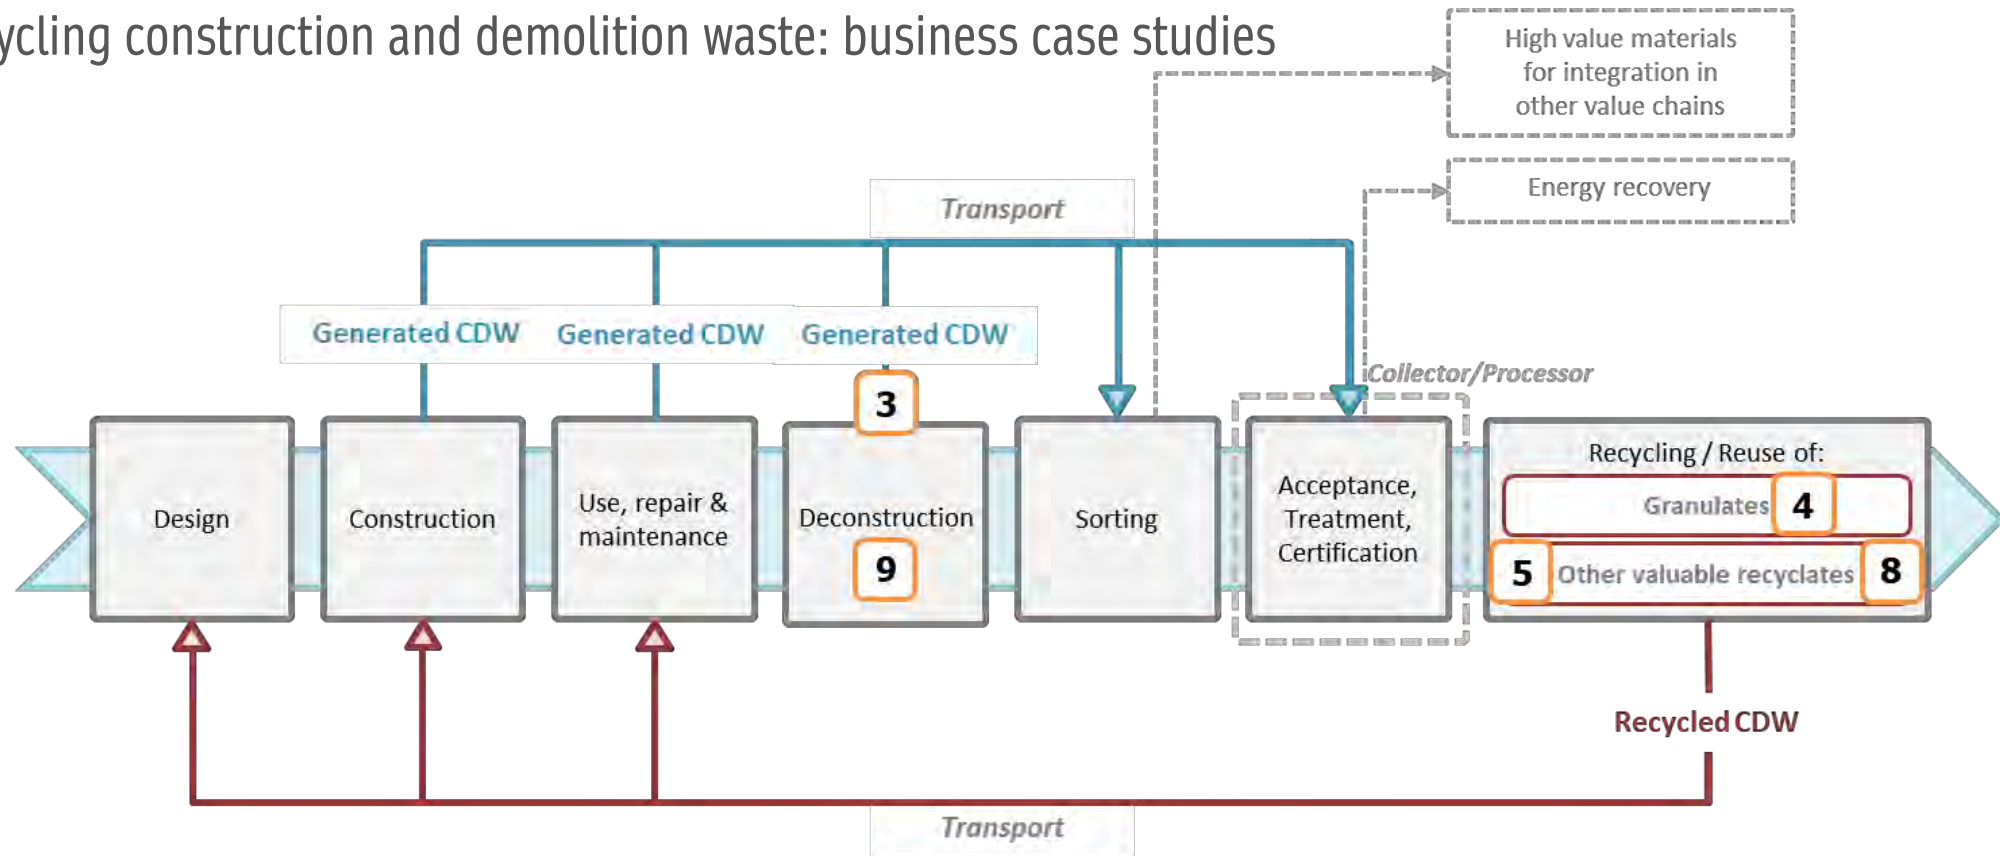 ycling construction and demolition waste: business case studies
High value materials
for integration in
other value chains
Energy recovery
Transport
Generated CDW
Generated CDW
Generated CDW
3
Collector/Processor
Design
Construction
Use, repair &
maintenance
Deconstruction
9
Sorting
Acceptance,
Treatment,
Certification
Recycling / Reuse of:
Granulates 4
5 Other valuable recyclates 8
Recycled CDW
Transport